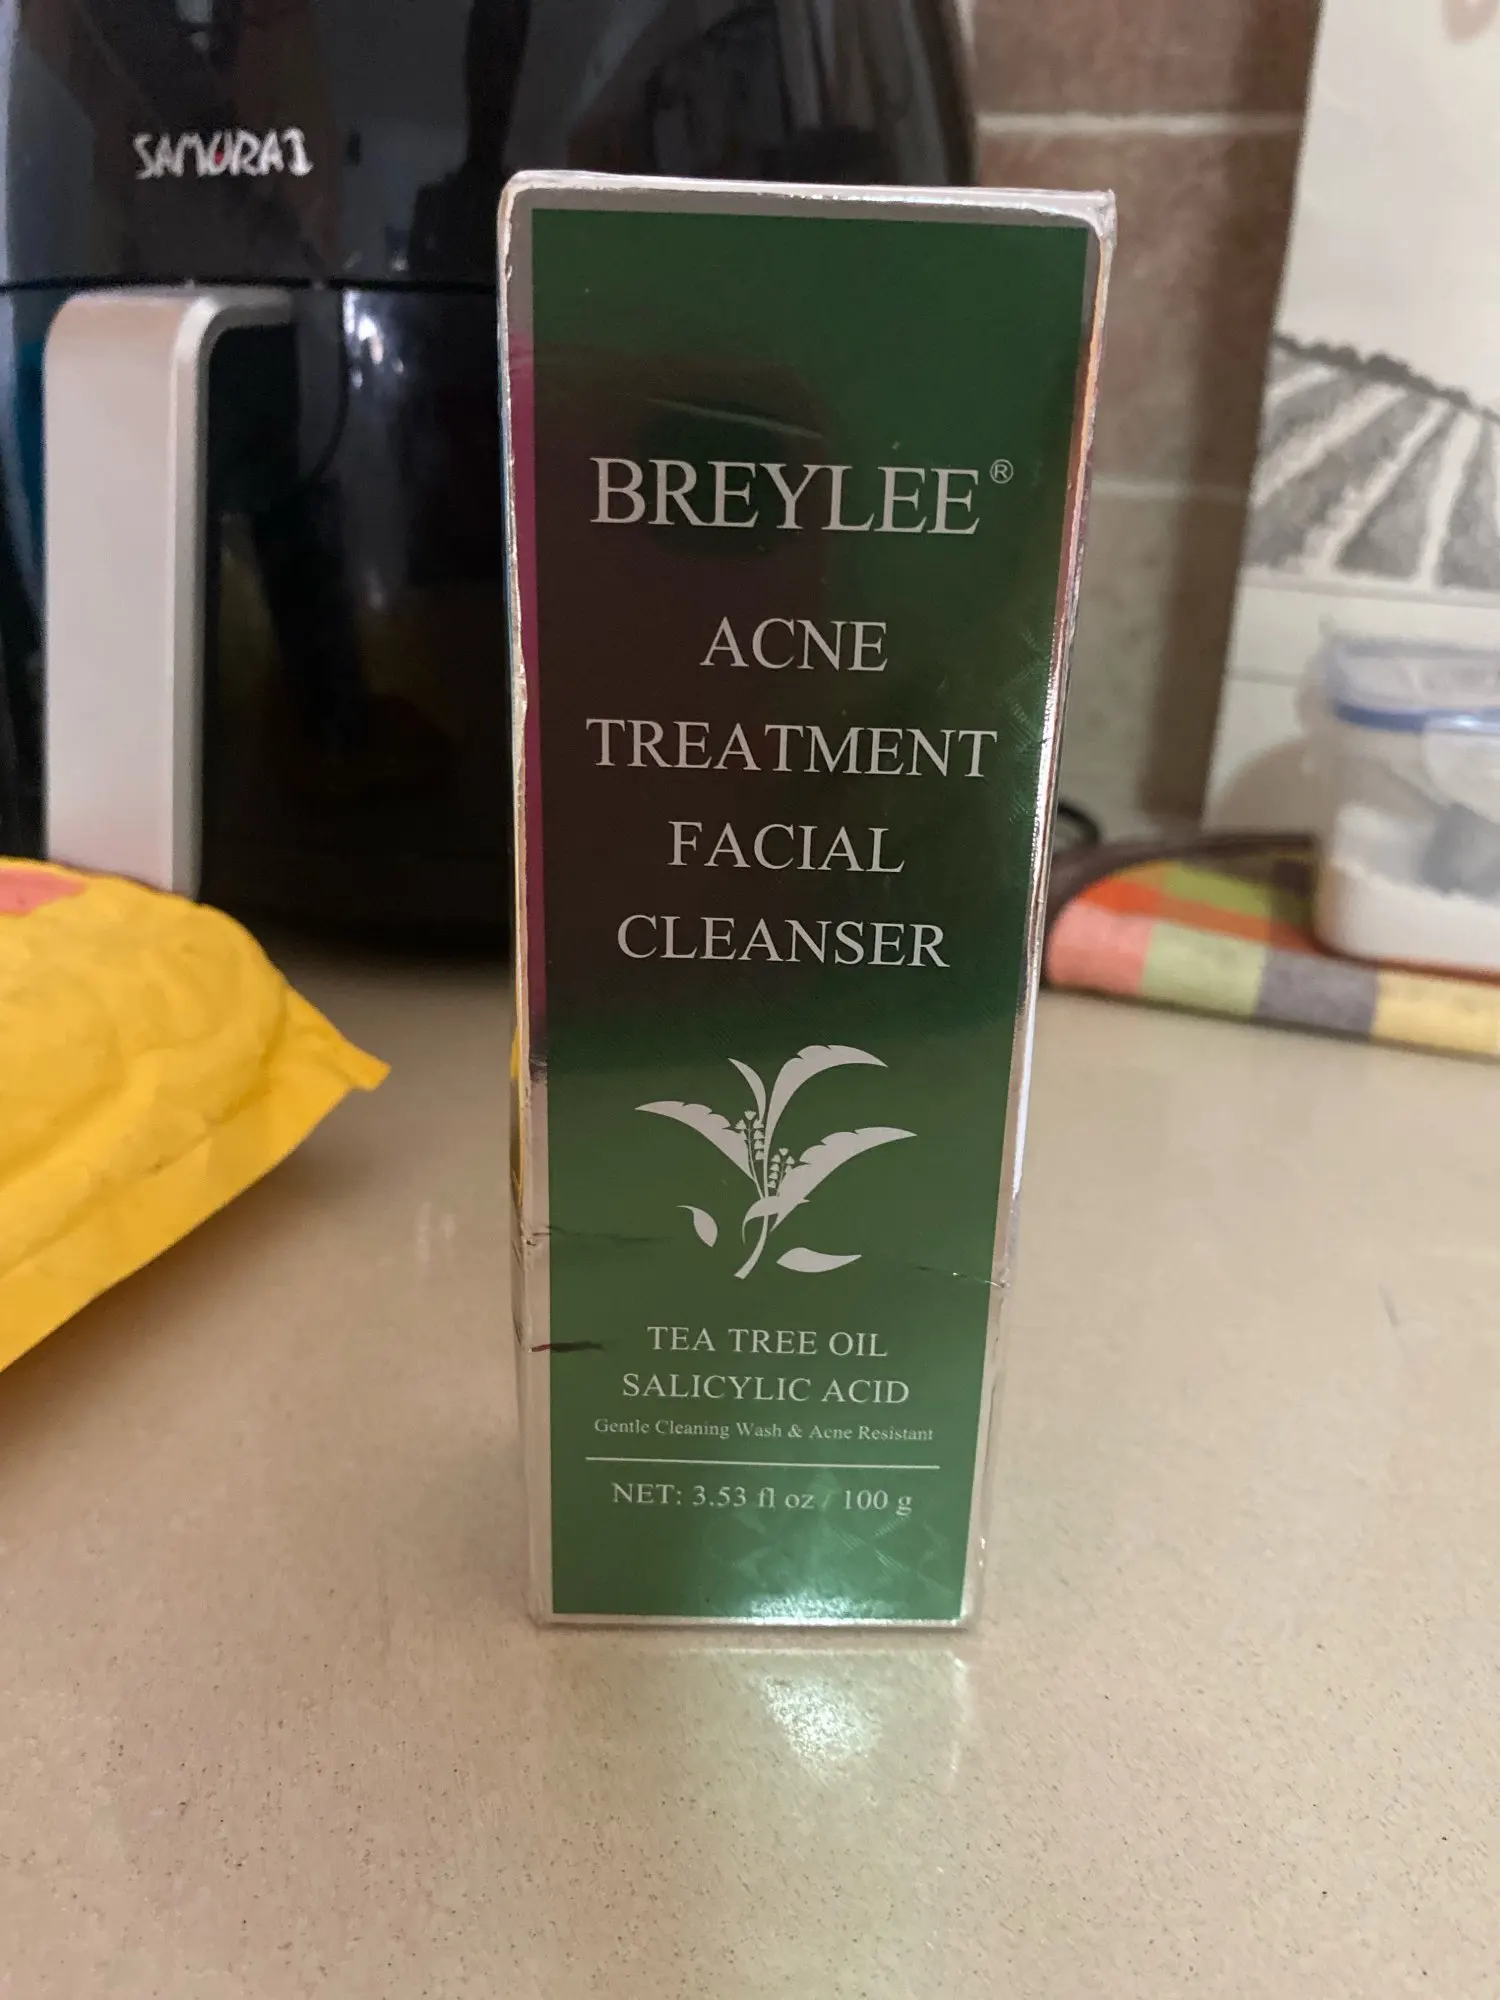 SAMURAI
BREYLEE®
ACNE
TREATMENT
FACIAL
CLEANSER
TEA TREE OIL
SALICYLIC ACID
Gentle Cleaning Wash & Acne Resistant
NET: 3.53 fl oz / 100 g